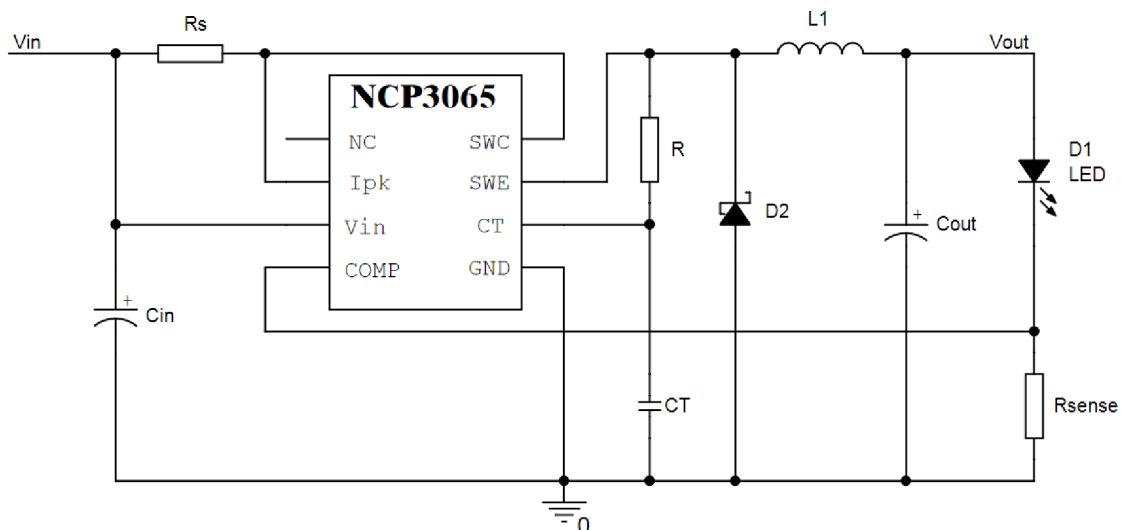 Vin
Rs
L1
Vout
NCP3065
NC
SWC
Ipk
SWE
Vin
CT
COMP
GND
R
D2
D1
LED
Cout
Cin
CT
Rsense
0